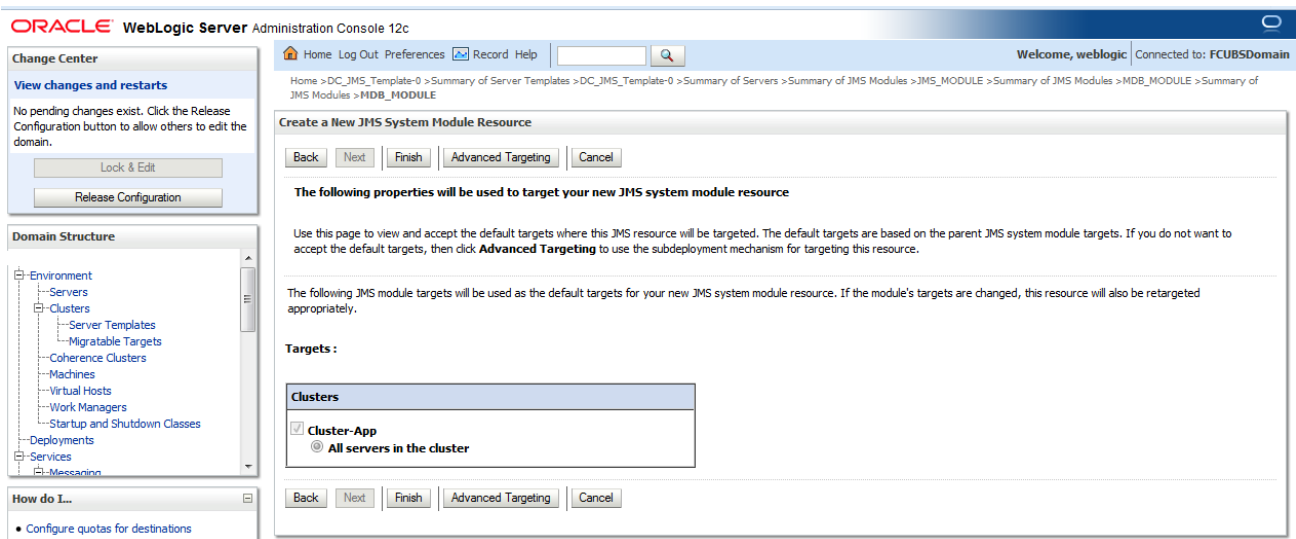 ORACLE WebLogic Server Administration Console 12c
Change Center
View changes and restarts
No pending changes exist. Click the Release
Configuration button to allow others to edit the
domain.
Lock & Edit
Release Configuration
Domain Structure
Environment
Servers
Clusters
Server Templates
Migratable Targets
Coherence Clusters
Machines
Virtual Hosts
Work Managers
Startup and Shutdown Classes
Deployments
Services
Messaging
How do I...
Configure quotas for destinations
Home Log Out Preferences Record Help
Welcome, weblogic Connected to: FCUBSDomain
Home >DC_JMS_Template-0 >Summary of Server Templates >DC_JMS_Template-0 >Summary of Servers >Summary of JMS Modules >JMS_MODULE >Summary of JMS Modules >MDB_MODULE >Summary of
JMS Modules >MDB_MODULE
Create a New JMS System Module Resource
Back Next Finish Advanced Targeting Cancel
The following properties will be used to target your new JMS system module resource
Use this page to view and accept the default targets where this JMS resource will be targeted. The default targets are based on the parent JMS system module targets. If you do not want to
accept the default targets, then click Advanced Targeting to use the subdeployment mechanism for targeting this resource.
The following JMS module targets will be used as the default targets for your new JMS system module resource. If the module's targets are changed, this resource will also be retargeted
appropriately.
Targets :
Clusters
Cluster-App
All servers in the cluster
Back Next Finish Advanced Targeting Cancel